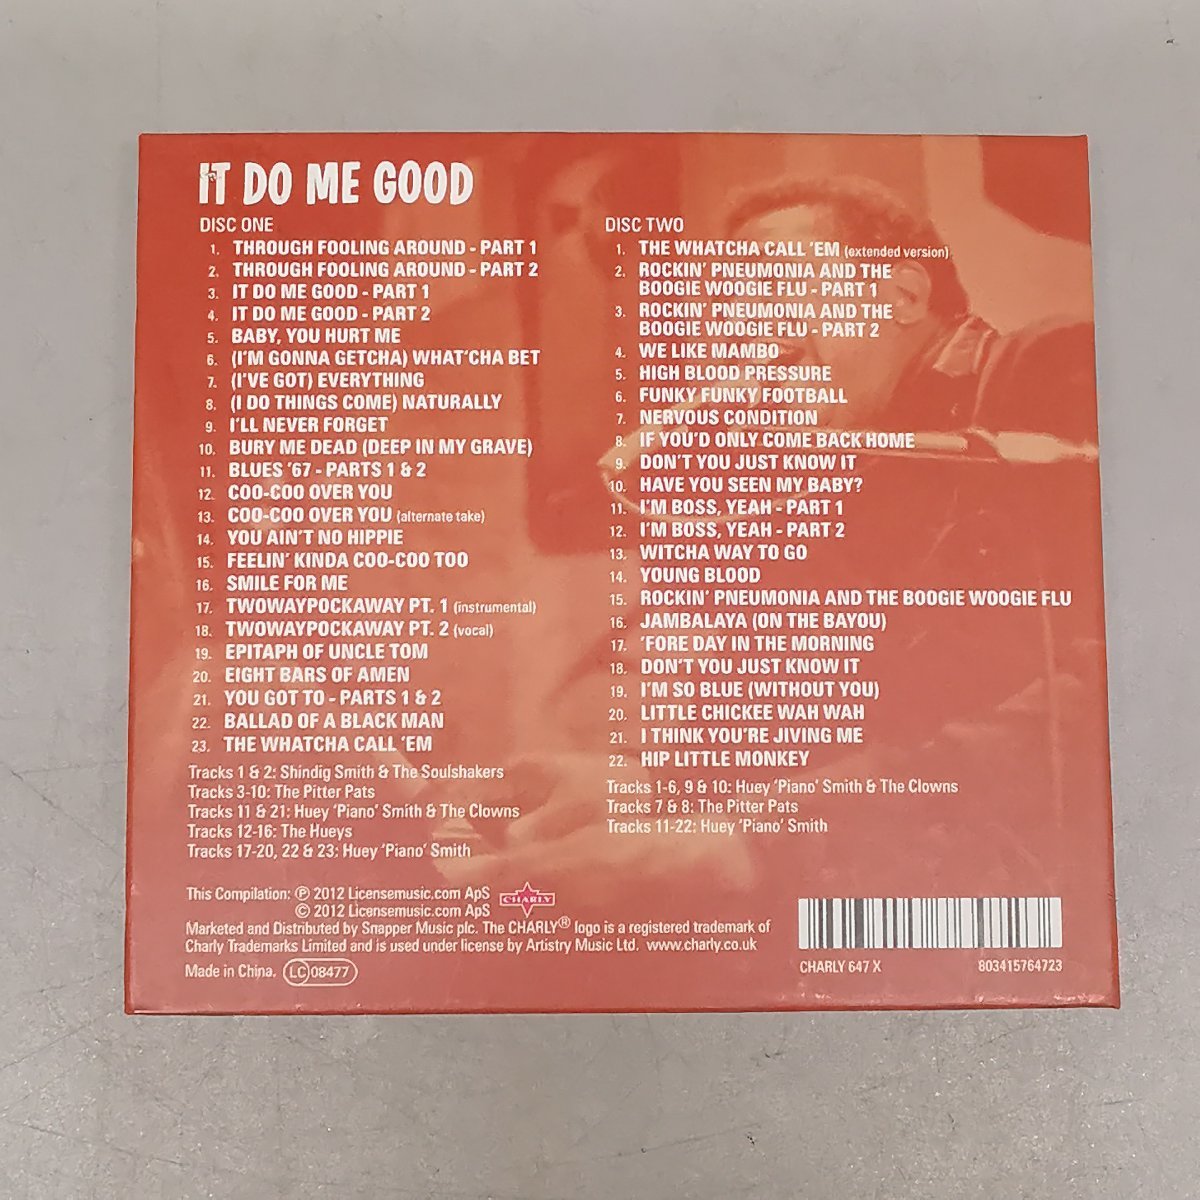 IT DO ME GOOD
DISC ONE
1. THROUGH FOOLING AROUND - PART 1
2. THROUGH FOOLING AROUND - PART 2
3. IT DO ME GOOD - PART 1
4. IT DO ME GOOD - PART 2
5. BABY, YOU HURT ME
6. (I'M GONNA GETCHA) WHAT'CHA BET
7. (I'VE GOT) EVERYTHING
8. (I DO THINGS COME) NATURALLY
9. I'LL NEVER FORGET
10. BURY ME DEAD (DEEP IN MY GRAVE)
11. BLUES '67 - PARTS 1 & 2
12. COO-COO OVER YOU
13. COO-COO OVER YOU (alternate take)
14. YOU AIN'T NO HIPPIE
15. FEELIN' KINDA COO-COO TOO
16. SMILE FOR ME
17. TWOWAYPOCKAWAY PT. 1 (instrumental)
18. TWOWAYPOCKAWAY PT. 2 (vocal)
19. EPITAPH OF UNCLE TOM
20. EIGHT BARS OF AMEN
21. YOU GOT TO - PARTS 1 & 2
22. BALLAD OF A BLACK MAN
23. THE WHATCHA CALL 'EM
Tracks 1 & 2: Shindig Smith & The Soulshakers
Tracks 3-10: The Pitter Pats
Tracks 11 & 21: Huey 'Piano' Smith & The Clowns
Tracks 12-16: The Hueys
Tracks 17-20, 22 & 23: Huey 'Piano' Smith
DISC TWO
1. THE WHATCHA CALL 'EM (extended version)
2. ROCKIN' PNEUMONIA AND THE
BOOGIE WOOGIE FLU - PART 1
3. ROCKIN' PNEUMONIA AND THE
BOOGIE WOOGIE FLU - PART 2
4. WE LIKE MAMBO
5. HIGH BLOOD PRESSURE
6. FUNKY FUNKY FOOTBALL
7. NERVOUS CONDITION
8. IF YOU'D ONLY COME BACK HOME
9. DON'T YOU JUST KNOW IT
10. HAVE YOU SEEN MY BABY?
11. I'M BOSS, YEAH - PART 1
12. I'M BOSS, YEAH - PART 2
13. WITCHA WAY TO GO
14. YOUNG BLOOD
15. ROCKIN' PNEUMONIA AND THE BOOGIE WOOGIE FLU
16. JAMBALAYA (ON THE BAYOU)
17. 'FORE DAY IN THE MORNING
18. DON'T YOU JUST KNOW IT
19. I'M SO BLUE (WITHOUT YOU)
20. LITTLE CHICKEE WAH WAH
21. I THINK YOU'RE JIVING ME
22. HIP LITTLE MONKEY
Tracks 1-6, 9 & 10: Huey 'Piano' Smith & The Clowns
Tracks 7 & 8: The Pitter Pats
Tracks 11-22: Huey 'Piano' Smith
This Compilation: ℗ 2012 Licensemusic.com ApS
© 2012 Licensemusic.com ApS
CHARLY
Marketed and Distributed by Snapper Music plc. The CHARLY® logo is a registered trademark of
Charly Trademarks Limited and is used under license by Artistry Music Ltd. www.charly.co.uk
Made in China. LC 08477
CHARLY 647 X 803415764723